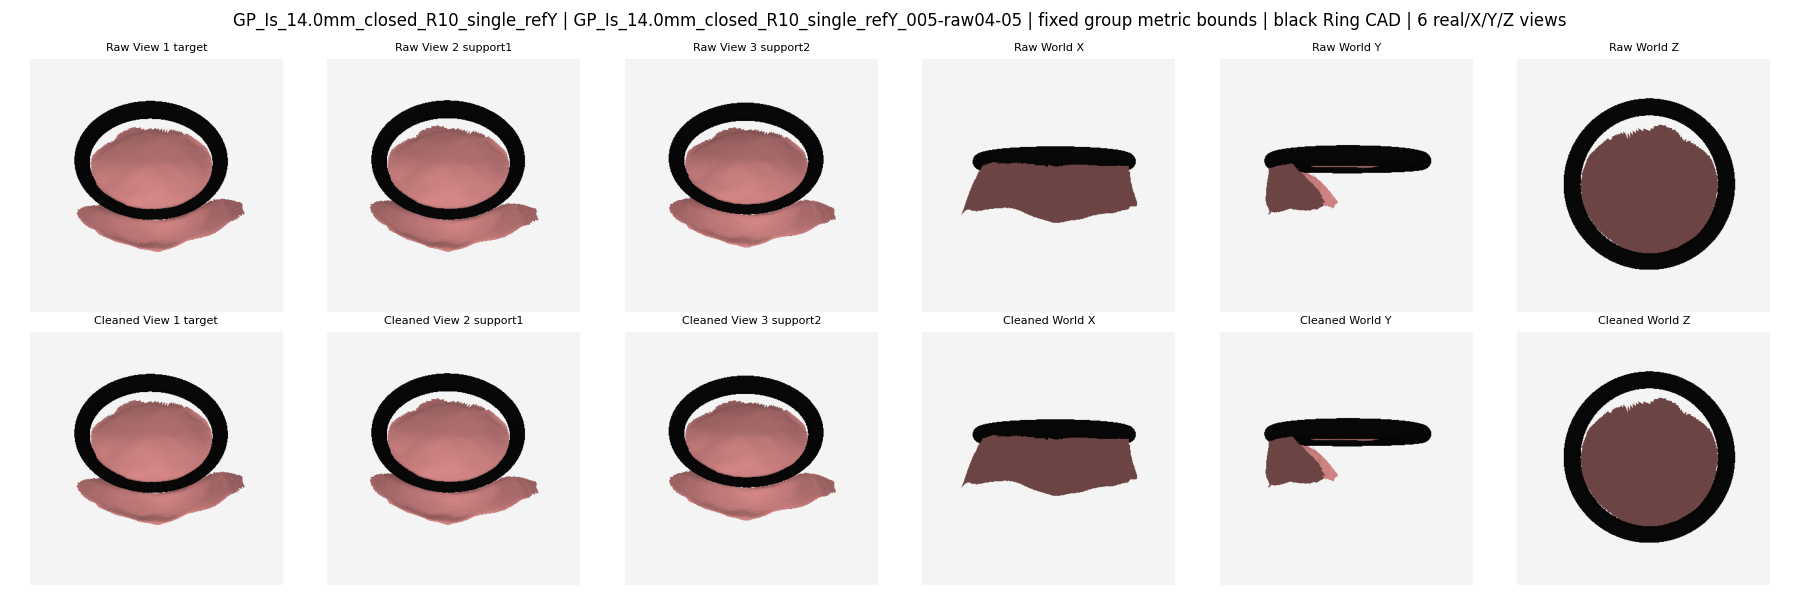 GP_Is_14.0mm_closed_R10_single_refY | GP_Is_14.0mm_closed_R10_single_refY_005-raw04-05 | fixed group metric bounds | black Ring CAD | 6 real/X/Y/Z views
Raw View 1 target
Raw View 2 support1
Raw View 3 support2
Raw World X
Raw World Y
Raw World Z
Cleaned View 1 target
Cleaned View 2 support1
Cleaned View 3 support2
Cleaned World X
Cleaned World Y
Cleaned World Z